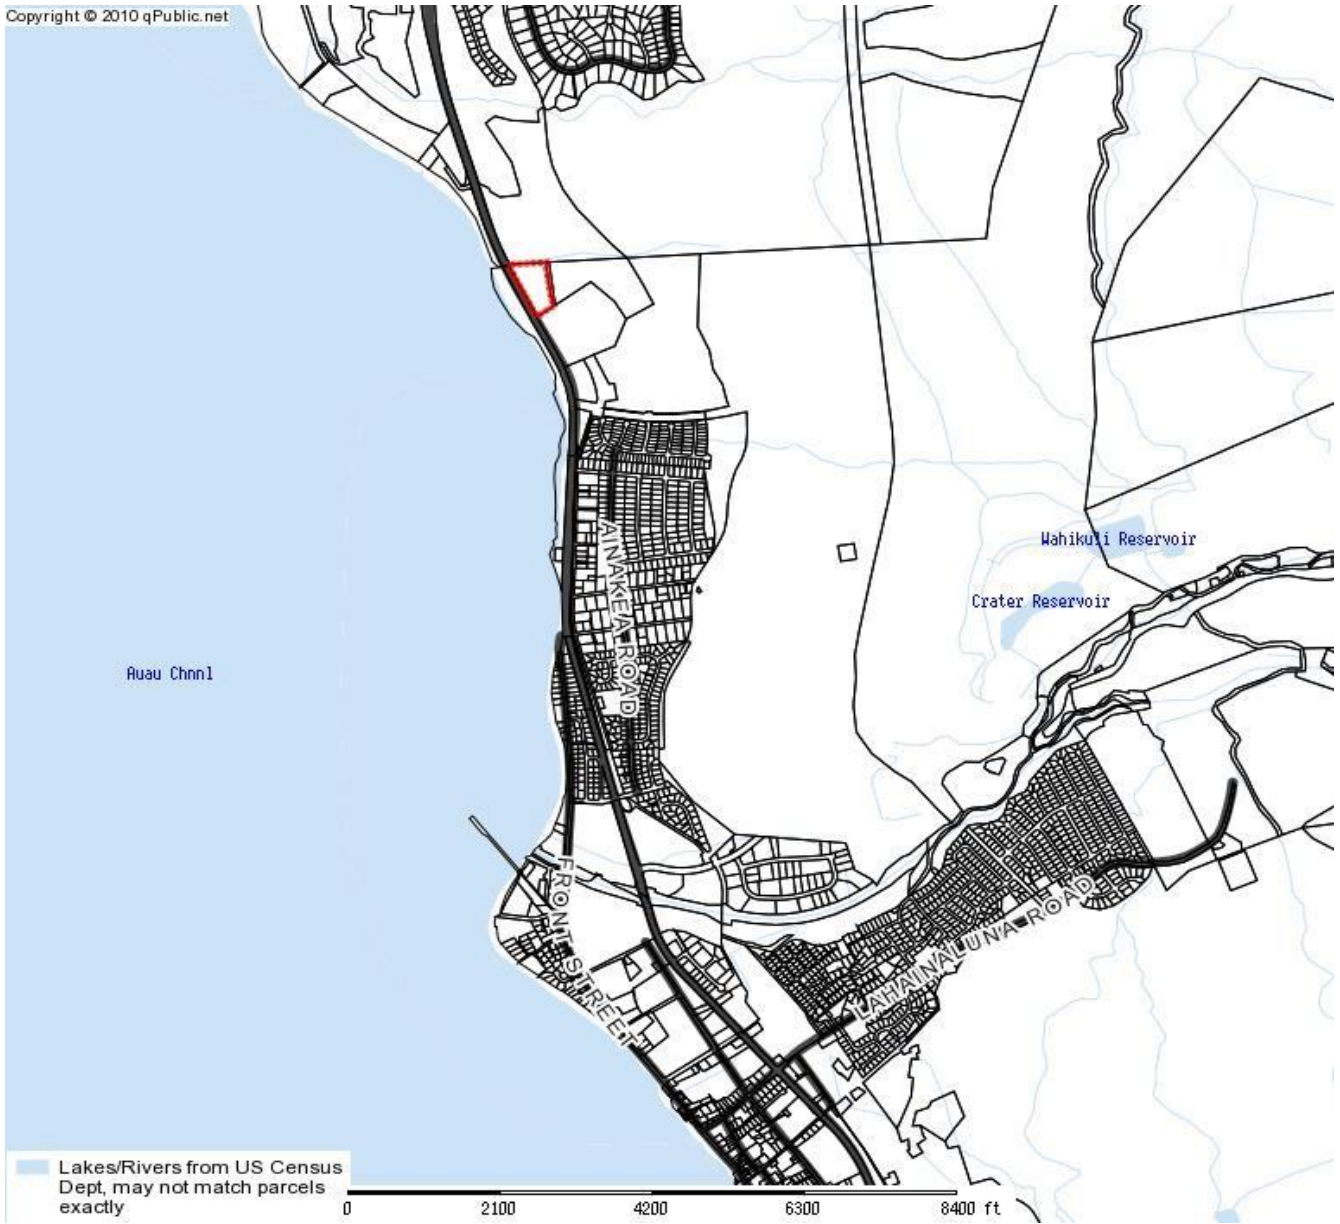 Copyright © 2010 qPublic.net
Wahikuli Reservoir
Crater Reservoir
AINAKEA ROAD
Auau Chnnl
FRONT STREET
LAHAINALUNA ROAD
Lakes/Rivers from US Census
Dept, may not match parcels
exactly
0 2100 4200 6300 8400 ft